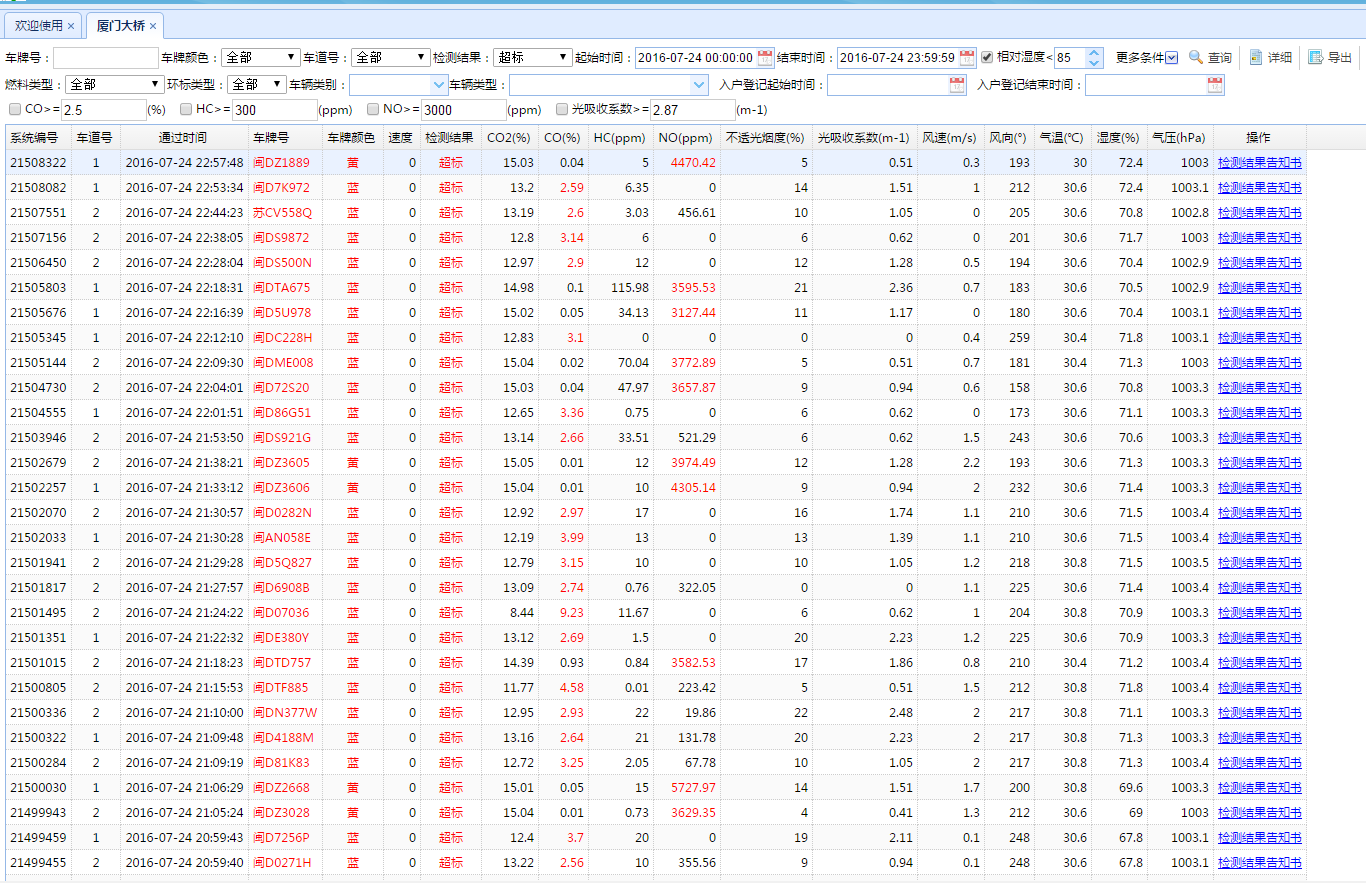 欢迎使用 × 厦门大桥 ×
车牌号： 车牌颜色：全部 车道号：全部 检测结果：超标 起始时间：2016-07-24 00:00:00 结束时间：2016-07-24 23:59:59 相对湿度< 85 更多条件 查询 详细 导出
燃料类型：全部 环标类型：全部 车辆类别： 车辆类型： 入户登记起始时间： 入户登记结束时间：
CO>= 2.5 (%) HC>= 300 (ppm) NO>= 3000 (ppm) 光吸收系数>= 2.87 (m-1)
系统编号 车道号 通过时间 车牌号 车牌颜色 速度 检测结果 CO2(%) CO(%) HC(ppm) NO(ppm) 不透光烟度(%) 光吸收系数(m-1) 风速(m/s) 风向(°) 气温(℃) 湿度(%) 气压(hPa) 操作
21508322 1 2016-07-24 22:57:48 闽DZ1889 黄 0 超标 15.03 0.04 5 4470.42 5 0.51 0.3 193 30 72.4 1003 检测结果告知书
21508082 1 2016-07-24 22:53:34 闽D7K972 蓝 0 超标 13.2 2.59 6.35 0 14 1.51 1 212 30.6 72.4 1003.1 检测结果告知书
21507551 2 2016-07-24 22:44:23 苏CV558Q 蓝 0 超标 13.19 2.6 3.03 456.61 10 1.05 0 205 30.6 70.8 1002.8 检测结果告知书
21507156 2 2016-07-24 22:38:05 闽DS9872 蓝 0 超标 12.8 3.14 6 0 6 0.62 0 201 30.6 71.7 1003 检测结果告知书
21506450 2 2016-07-24 22:28:04 闽DS500N 蓝 0 超标 12.97 2.9 12 0 12 1.28 0.5 194 30.6 70.4 1002.9 检测结果告知书
21505803 1 2016-07-24 22:18:31 闽DTA675 蓝 0 超标 14.98 0.1 115.98 3595.53 21 2.36 0.7 183 30.6 70.5 1002.9 检测结果告知书
21505676 1 2016-07-24 22:16:39 闽D5U978 蓝 0 超标 15.02 0.05 34.13 3127.44 11 1.17 0 180 30.6 70.4 1003.1 检测结果告知书
21505345 1 2016-07-24 22:12:10 闽DC228H 蓝 0 超标 12.83 3.1 0 0 0 0 0.4 259 30.4 71.8 1003.1 检测结果告知书
21505144 2 2016-07-24 22:09:30 闽DME008 蓝 0 超标 15.04 0.02 70.04 3772.89 5 0.51 0.7 181 30.4 71.3 1003 检测结果告知书
21504730 2 2016-07-24 22:04:01 闽D72S20 蓝 0 超标 15.03 0.04 47.97 3657.87 9 0.94 0.6 158 30.6 70.8 1003.3 检测结果告知书
21504555 1 2016-07-24 22:01:51 闽D86G51 蓝 0 超标 12.65 3.36 0.75 0 6 0.62 0 173 30.6 71.1 1003.3 检测结果告知书
21503946 2 2016-07-24 21:53:50 闽DS921G 蓝 0 超标 13.14 2.66 33.51 521.29 6 0.62 1.5 243 30.6 70.6 1003.3 检测结果告知书
21502679 2 2016-07-24 21:38:21 闽DZ3605 黄 0 超标 15.05 0.01 12 3974.49 12 1.28 2.2 193 30.6 71.3 1003.3 检测结果告知书
21502257 1 2016-07-24 21:33:12 闽DZ3606 黄 0 超标 15.04 0.01 10 4305.14 9 0.94 2 232 30.6 71.4 1003.3 检测结果告知书
21502070 2 2016-07-24 21:30:57 闽D0282N 蓝 0 超标 12.92 2.97 17 0 16 1.74 1.1 210 30.6 71.5 1003.4 检测结果告知书
21502033 1 2016-07-24 21:30:28 闽AN058E 蓝 0 超标 12.19 3.99 13 0 13 1.39 1.1 210 30.6 71.5 1003.4 检测结果告知书
21501941 2 2016-07-24 21:29:28 闽D5Q827 蓝 0 超标 12.79 3.15 10 0 10 1.05 1.2 218 30.8 71.5 1003.5 检测结果告知书
21501817 2 2016-07-24 21:27:57 闽D6908B 蓝 0 超标 13.09 2.74 0.76 322.05 0 0 1.1 225 30.6 71.4 1003.4 检测结果告知书
21501495 2 2016-07-24 21:24:22 闽D07036 蓝 0 超标 8.44 9.23 11.67 0 6 0.62 1 204 30.8 70.9 1003.3 检测结果告知书
21501351 1 2016-07-24 21:22:32 闽DE380Y 蓝 0 超标 13.12 2.69 1.5 0 20 2.23 1.2 225 30.6 70.9 1003.3 检测结果告知书
21501015 2 2016-07-24 21:18:23 闽DTD757 蓝 0 超标 14.39 0.93 0.84 3582.53 17 1.86 0.8 210 30.4 71.2 1003.4 检测结果告知书
21500805 2 2016-07-24 21:15:53 闽DTF885 蓝 0 超标 11.77 4.58 0.01 223.42 5 0.51 1.5 212 30.8 71.8 1003.4 检测结果告知书
21500336 2 2016-07-24 21:10:00 闽DN377W 蓝 0 超标 12.95 2.93 22 19.86 22 2.48 2 217 30.8 71.1 1003.3 检测结果告知书
21500322 1 2016-07-24 21:09:48 闽D4188M 蓝 0 超标 13.16 2.64 21 131.78 20 2.23 2 217 30.8 71.3 1003.3 检测结果告知书
21500284 2 2016-07-24 21:09:19 闽D81K83 蓝 0 超标 12.72 3.25 2.05 67.78 10 1.05 2 217 30.8 71.3 1003.4 检测结果告知书
21500030 1 2016-07-24 21:06:29 闽DZ2668 黄 0 超标 15.01 0.05 15 5727.97 14 1.51 1.7 200 30.8 69.6 1003.3 检测结果告知书
21499943 2 2016-07-24 21:05:24 闽DZ3028 黄 0 超标 15.04 0.01 0.73 3629.35 4 0.41 1.3 212 30.6 69 1003 检测结果告知书
21499459 1 2016-07-24 20:59:43 闽D7256P 蓝 0 超标 12.4 3.7 20 0 19 2.11 0.1 248 30.6 67.8 1003.1 检测结果告知书
21499455 2 2016-07-24 20:59:40 闽D0271H 蓝 0 超标 13.22 2.56 10 355.56 9 0.94 0.1 248 30.6 67.8 1003.1 检测结果告知书